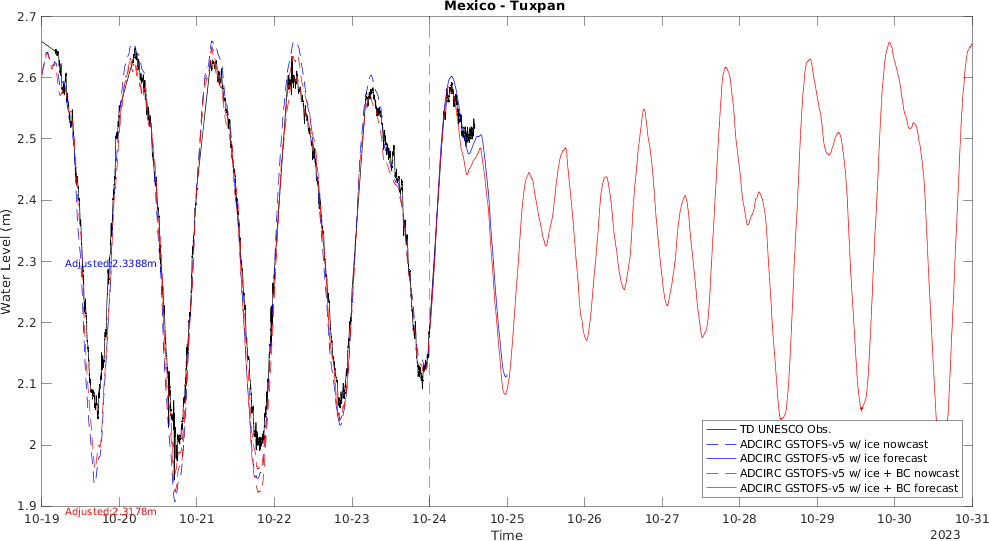 Mexico - Tuxpan
2.7
2.6
2.5
2.4
2.3
2.2
2.1
2
1.9
Water Level (m)
Adjusted:2.3388m
Adjusted:2.3178m
TD UNESCO Obs.
ADCIRC GSTOFS-v5 w/ ice nowcast
ADCIRC GSTOFS-v5 w/ ice forecast
ADCIRC GSTOFS-v5 w/ ice + BC nowcast
ADCIRC GSTOFS-v5 w/ ice + BC forecast
10-19 10-20 10-21 10-22 10-23 10-24 10-25 10-26 10-27 10-28 10-29 10-30 10-31
Time
2023